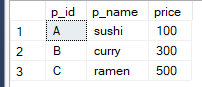 p_id p_name price
1 A sushi 100
2 B curry 300
3 C ramen 500